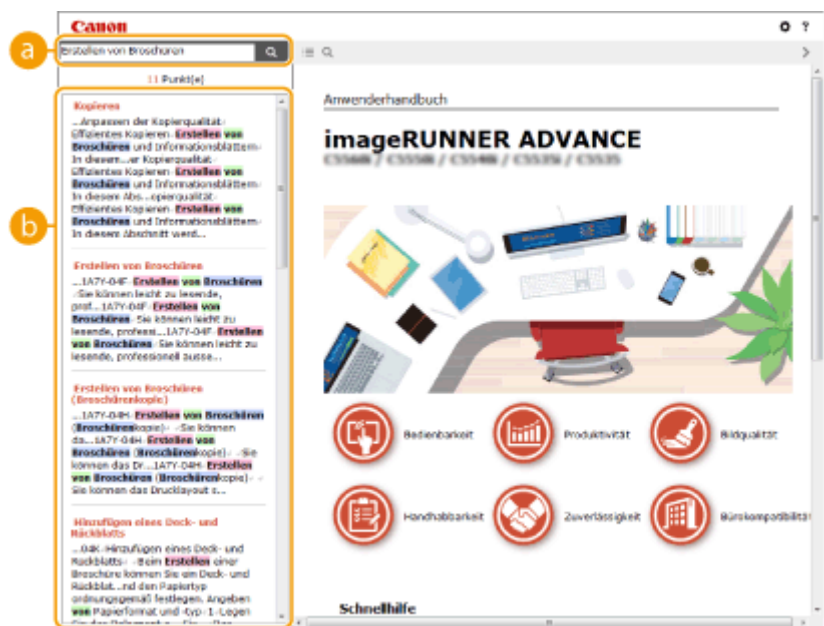 Canon
?
a
Erstellen von Broschüren
11 Punkt(e)
b
Kopieren
...Anpassen der Kopierqualität-
Effizientes Kopieren- Erstellen von
Broschüren und Informationsblättern-
In diesem...er Kopierqualität-
Effizientes Kopieren- Erstellen von
Broschüren und Informationsblättern-
In diesem Abs...opierqualität-
Effizientes Kopieren- Erstellen von
Broschüren und Informationsblättern-
In diesem Abschnitt werd...
Erstellen von Broschüren
...1A7Y-04F- Erstellen von Broschüren
-Sie können leicht zu lesende,
prof...1A7Y-04F- Erstellen von
Broschüren -Sie können leicht zu
lesende, professi...1A7Y-04F- Erstellen
von Broschüren -Sie können leicht zu
lesende, professionell ausse...
Erstellen von Broschüren
(Broschürenkopie)
...1A7Y-04H- Erstellen von Broschüren
(Broschürenkopie)- -Sie können
da...1A7Y-04H- Erstellen von
Broschüren (Broschürenkopie)- -Sie
können das Dr...1A7Y-04H- Erstellen
von Broschüren (Broschürenkopie)- -
Sie können das Drucklayout s...
Hinzufügen eines Deck- und
Rückblatts
...04K-Hinzufügen eines Deck- und
Rückblatts- -Beim Erstellen einer
Broschüre können Sie ein Deck- und
Rückblat...nd den Papiertyp
ordnungsgemäß festlegen. Angeben
von Papierformat und -typ-1-Legen
Anwenderhandbuch
imageRUNNER ADVANCE
Bedienbarkeit
Produktivität
Bildqualität
Handhabbarkeit
Zuverlässigkeit
Bürokompatibilitä
Schnellhilfe